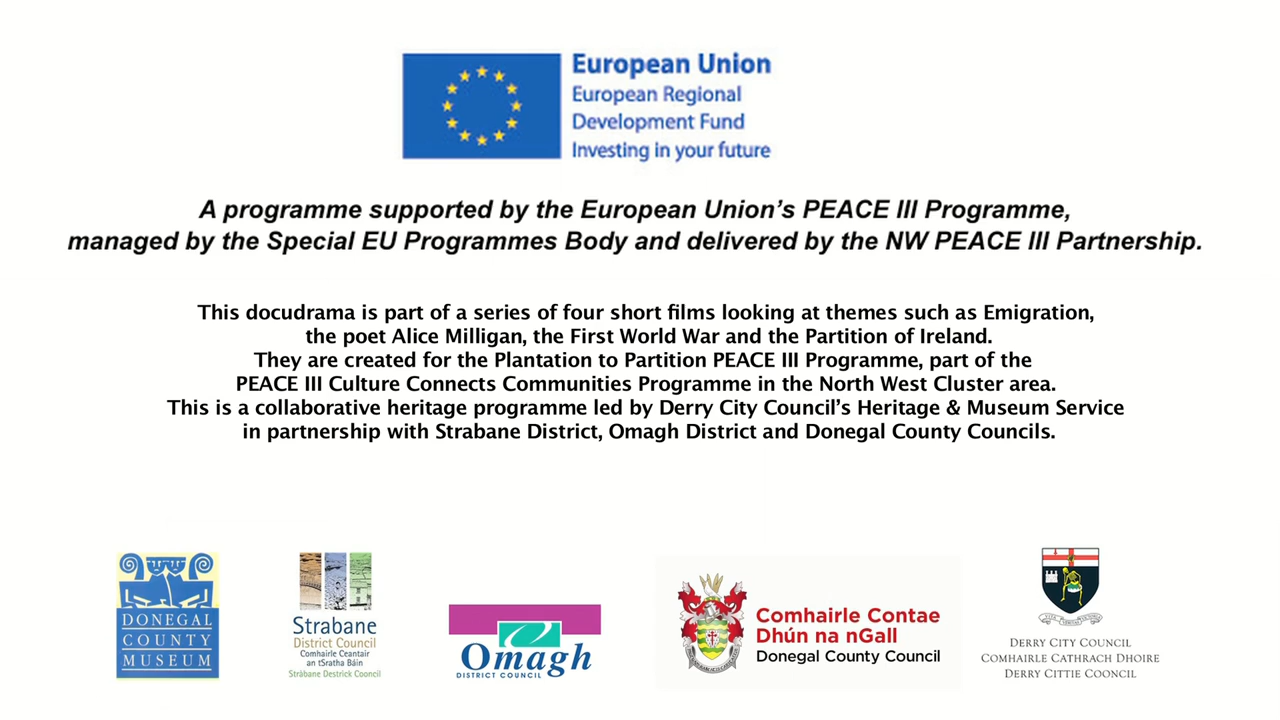 European Union
European Regional
Development Fund
Investing in your future
A programme supported by the European Union's PEACE III Programme,
managed by the Special EU Programmes Body and delivered by the NW PEACE III Partnership.
This docudrama is part of a series of four short films looking at themes such as Emigration,
the poet Alice Milligan, the First World War and the Partition of Ireland.
They are created for the Plantation to Partition PEACE III Programme, part of the
PEACE III Culture Connects Communities Programme in the North West Cluster area.
This is a collaborative heritage programme led by Derry City Council's Heritage & Museum Service
in partnership with Strabane District, Omagh District and Donegal County Councils.
DONEGAL
COUNTY
MUSEUM
Strabane
District Council
Comhairle Ceantair
an tSratha Báin
Stràbane Destrick Cooncil
Omagh
DISTRICT COUNCIL
Comhairle Contae
Dhún na nGall
Donegal County Council
DERRY CITY COUNCIL
COMHAIRLE CATHRACH DHOIRE
DERRY CITTIE COONCIL